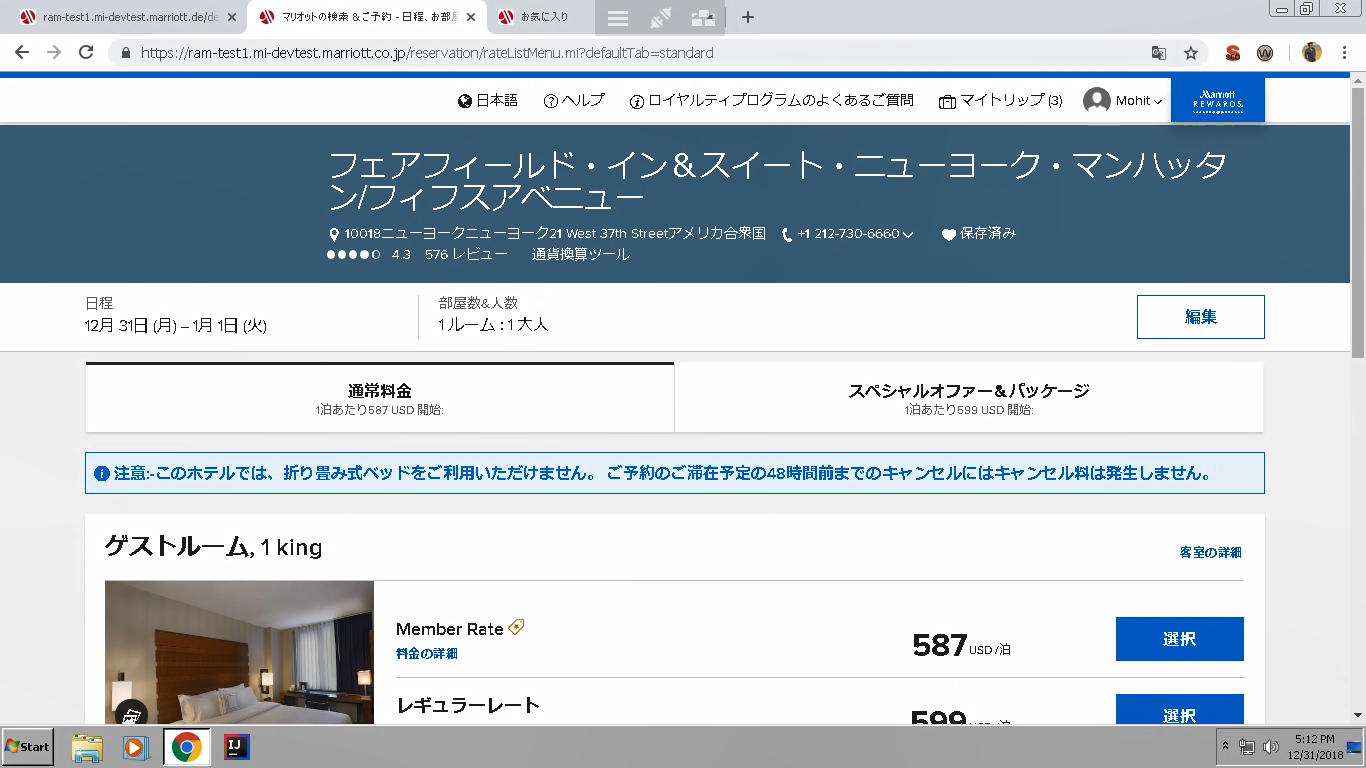 ram-test1.mi-devtest.marriott.de/de
マリオットの検索 & ご予約 - 日程、お部屋
お気に入り
https://ram-test1.mi-devtest.marriott.co.jp/reservation/rateListMenu.mi?defaultTab=standard
日本語 ヘルプ ロイヤルティプログラムのよくあるご質問 マイトリップ (3) Mohit Marriott REWARDS.
フェアフィールド・イン＆スイート・ニューヨーク・マンハッタ
ン/フィフスアベニュー
10018ニューヨークニューヨーク21 West 37th Streetアメリカ合衆国 +1 212-730-6660 保存済み
4.3 576 レビュー 通貨換算ツール
日程 部屋数&人数
12月 31日 (月) – 1月 1日 (火) 1 ルーム : 1 大人 編集
通常料金 スペシャルオファー＆パッケージ
1泊あたり587 USD 開始: 1泊あたり599 USD 開始:
注意:-このホテルでは、折り畳み式ベッドをご利用いただけません。 ご予約のご滞在予定の48時間前までのキャンセルにはキャンセル料は発生しません。
ゲストルーム, 1 king 客室の詳細
Member Rate 587 USD /泊 選択
料金の詳細
レギュラーレート 599 USD /泊 選択
Start IJ 5:12 PM
12/31/2018